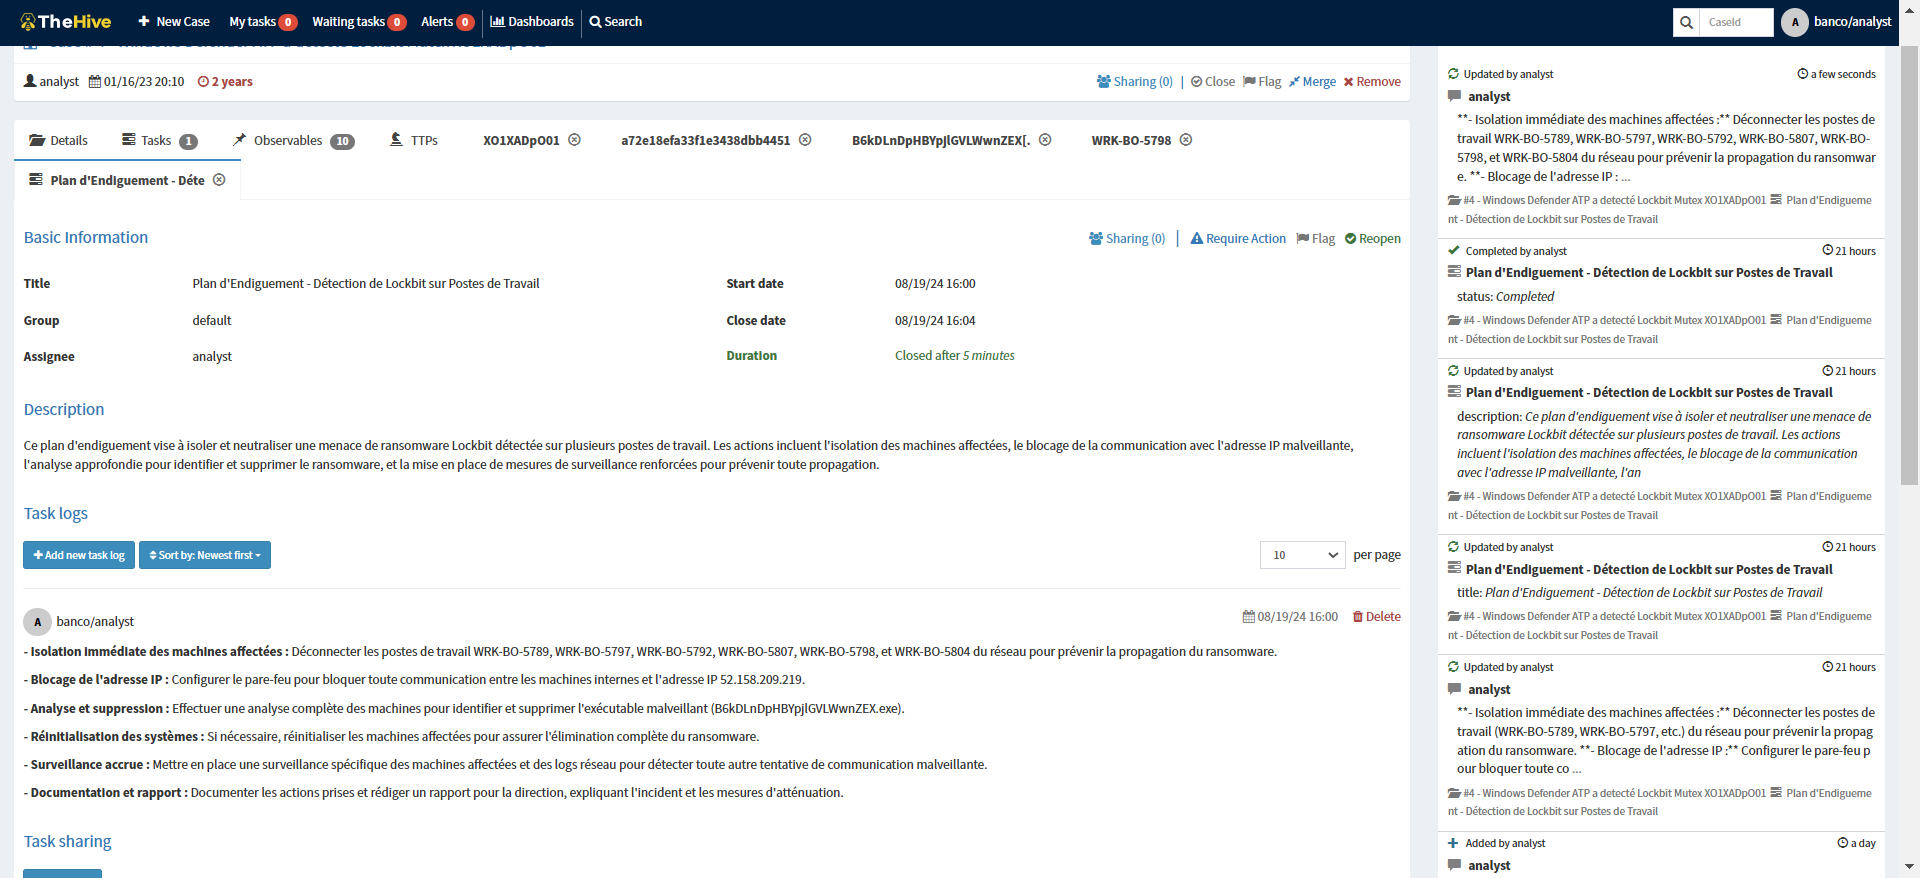 TheHive
New Case
My tasks 0
Waiting tasks 0
Alerts 0
Dashboards
Search
CaseId
A
banco/analyst
analyst 01/16/23 20:10 2 years
Sharing (0) | Close Flag Merge Remove
Details
Tasks 1
Observables 10
TTPs
XO1XADpO01
a72e18efa33f1e3438dbb4451
B6kDLnDpHBYpjlGVLWwnZEX[.
WRK-BO-5798
Plan d'Endiguement - Déte
Basic Information
Sharing (0) | Require Action Flag Reopen
Title Plan d'Endiguement - Détection de Lockbit sur Postes de Travail
Start date 08/19/24 16:00
Group default
Close date 08/19/24 16:04
Assignee analyst
Duration Closed after 5 minutes
Description
Ce plan d'endiguement vise à isoler et neutraliser une menace de ransomware Lockbit détectée sur plusieurs postes de travail. Les actions incluent l'isolation des machines affectées, le blocage de la communication avec l'adresse IP malveillante,
l'analyse approfondie pour identifier et supprimer le ransomware, et la mise en place de mesures de surveillance renforcées pour prévenir toute propagation.
Task logs
Add new task log
Sort by: Newest first
10 per page
A banco/analyst
08/19/24 16:00 Delete
- Isolation immédiate des machines affectées : Déconnecter les postes de travail WRK-BO-5789, WRK-BO-5797, WRK-BO-5792, WRK-BO-5807, WRK-BO-5798, et WRK-BO-5804 du réseau pour prévenir la propagation du ransomware.
- Blocage de l'adresse IP : Configurer le pare-feu pour bloquer toute communication entre les machines internes et l'adresse IP 52.158.209.219.
- Analyse et suppression : Effectuer une analyse complète des machines pour identifier et supprimer l'exécutable malveillant (B6kDLnDpHBYpjlGVLWwnZEX.exe).
- Réinitialisation des systèmes : Si nécessaire, réinitialiser les machines affectées pour assurer l'élimination complète du ransomware.
- Surveillance accrue : Mettre en place une surveillance spécifique des machines affectées et des logs réseau pour détecter toute autre tentative de communication malveillante.
- Documentation et rapport : Documenter les actions prises et rédiger un rapport pour la direction, expliquant l'incident et les mesures d'atténuation.
Task sharing
Updated by analyst a few seconds
analyst
**- Isolation immédiate des machines affectées :** Déconnecter les postes de
travail WRK-BO-5789, WRK-BO-5797, WRK-BO-5792, WRK-BO-5807, WRK-BO-
5798, et WRK-BO-5804 du réseau pour prévenir la propagation du ransomwar
e. **- Blocage de l'adresse IP : ...
#4 - Windows Defender ATP a detecté Lockbit Mutex XO1XADpO01 Plan d'Endigueme
nt - Détection de Lockbit sur Postes de Travail
Completed by analyst 21 hours
Plan d'Endiguement - Détection de Lockbit sur Postes de Travail
status: Completed
#4 - Windows Defender ATP a detecté Lockbit Mutex XO1XADpO01 Plan d'Endigueme
nt - Détection de Lockbit sur Postes de Travail
Updated by analyst 21 hours
Plan d'Endiguement - Détection de Lockbit sur Postes de Travail
description: Ce plan d'endiguement vise à isoler et neutraliser une menace de
ransomware Lockbit détectée sur plusieurs postes de travail. Les actions
incluent l'isolation des machines affectées, le blocage de la communication
avec l'adresse IP malveillante, l'an
#4 - Windows Defender ATP a detecté Lockbit Mutex XO1XADpO01 Plan d'Endigueme
nt - Détection de Lockbit sur Postes de Travail
Updated by analyst 21 hours
Plan d'Endiguement - Détection de Lockbit sur Postes de Travail
title: Plan d'Endiguement - Détection de Lockbit sur Postes de Travail
#4 - Windows Defender ATP a detecté Lockbit Mutex XO1XADpO01 Plan d'Endigueme
nt - Détection de Lockbit sur Postes de Travail
Updated by analyst 21 hours
analyst
**- Isolation immédiate des machines affectées :** Déconnecter les postes de
travail (WRK-BO-5789, WRK-BO-5797, etc.) du réseau pour prévenir la propag
ation du ransomware. **- Blocage de l'adresse IP :** Configurer le pare-feu p
our bloquer toute co ...
#4 - Windows Defender ATP a detecté Lockbit Mutex XO1XADpO01 Plan d'Endigueme
nt - Détection de Lockbit sur Postes de Travail
Added by analyst a day
analyst